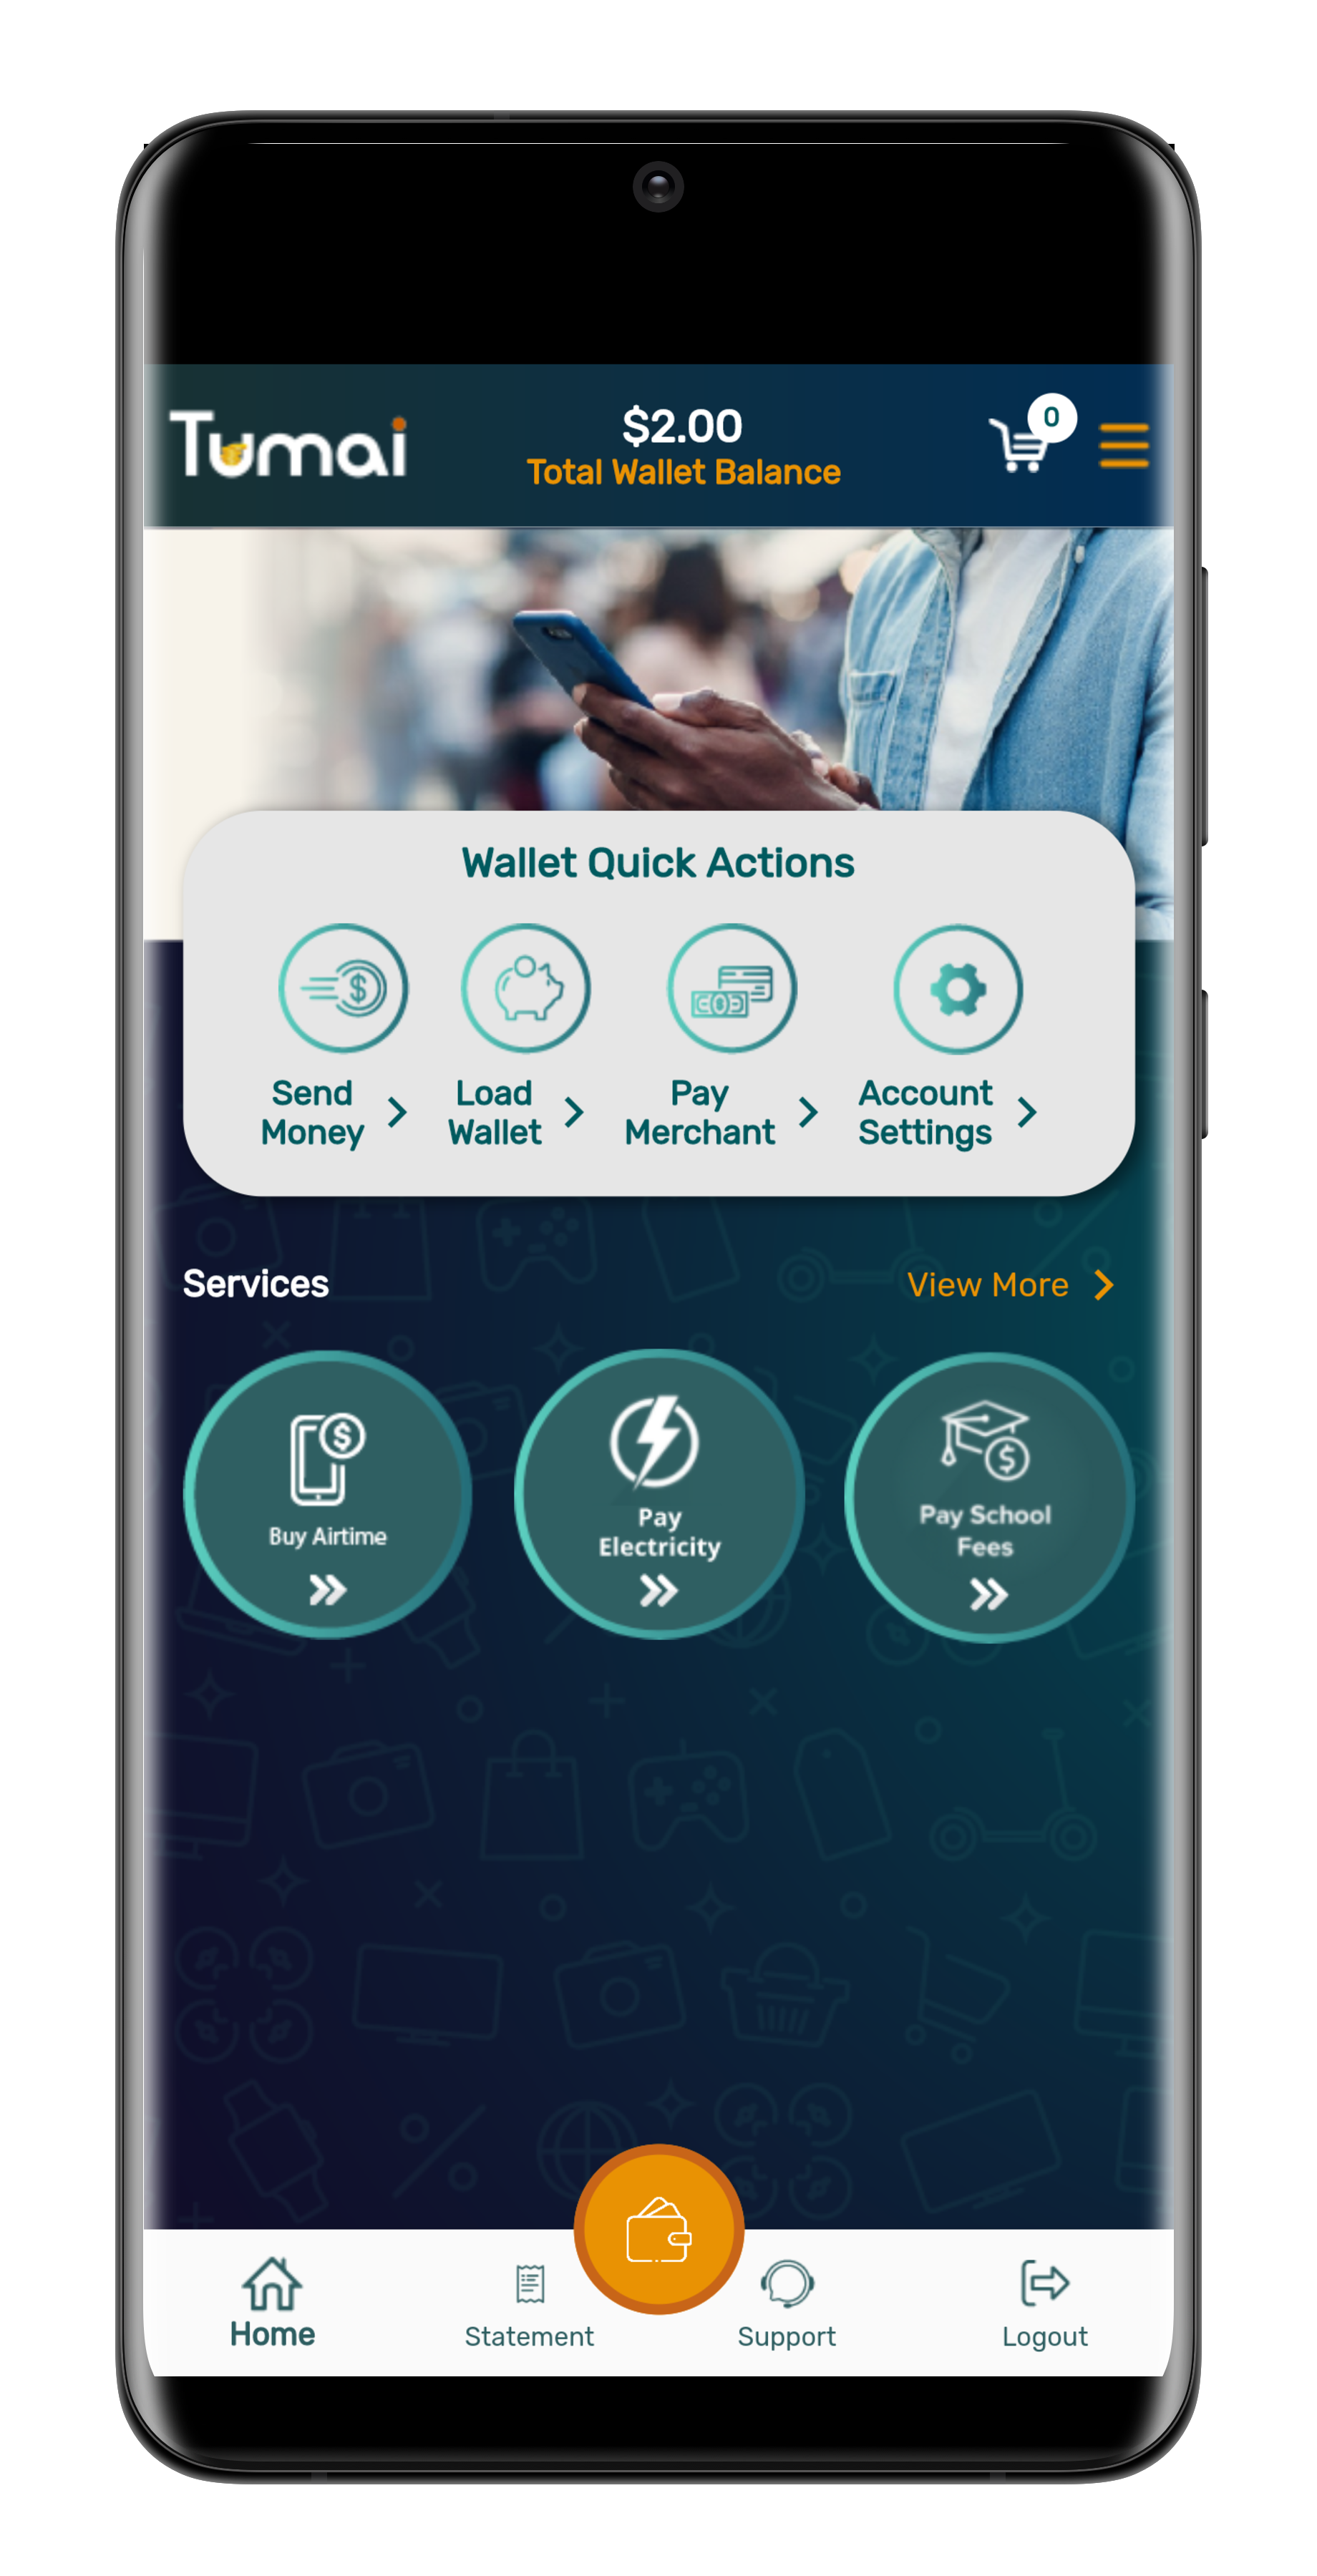 Tumai
$2.00
Total Wallet Balance
0
Wallet Quick Actions
Send
Money
Load
Wallet
Pay
Merchant
Account
Settings
Services
View More
Buy Airtime
Pay
Electricity
Pay School
Fees
Home
Statement
Support
Logout